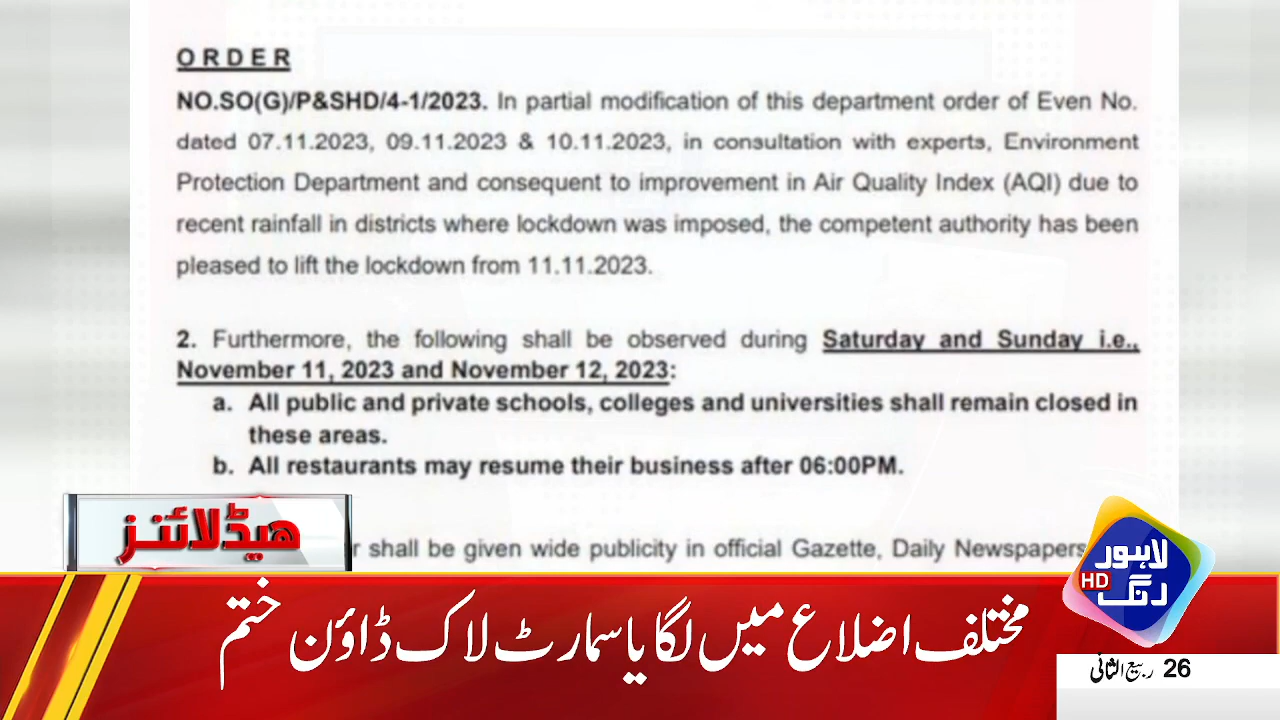 ORDER
NO.SO(G)/P&SHD/4-1/2023. In partial modification of this department order of Even No.
dated 07.11.2023, 09.11.2023 & 10.11.2023, in consultation with experts, Environment
Protection Department and consequent to improvement in Air Quality Index (AQI) due to
recent rainfall in districts where lockdown was imposed, the competent authority has been
pleased to lift the lockdown from 11.11.2023.
2. Furthermore, the following shall be observed during Saturday and Sunday i.e.,
November 11, 2023 and November 12, 2023:
a. All public and private schools, colleges and universities shall remain closed in
these areas.
b. All restaurants may resume their business after 06:00PM.
shall be given wide publicity in official Gazette, Daily Newspapers
ہیڈلائنز
لاہور
رنگ
HD
مختلف اضلاع میں لگایا سمارٹ لاک ڈاؤن ختم
26 ربیع الثانی